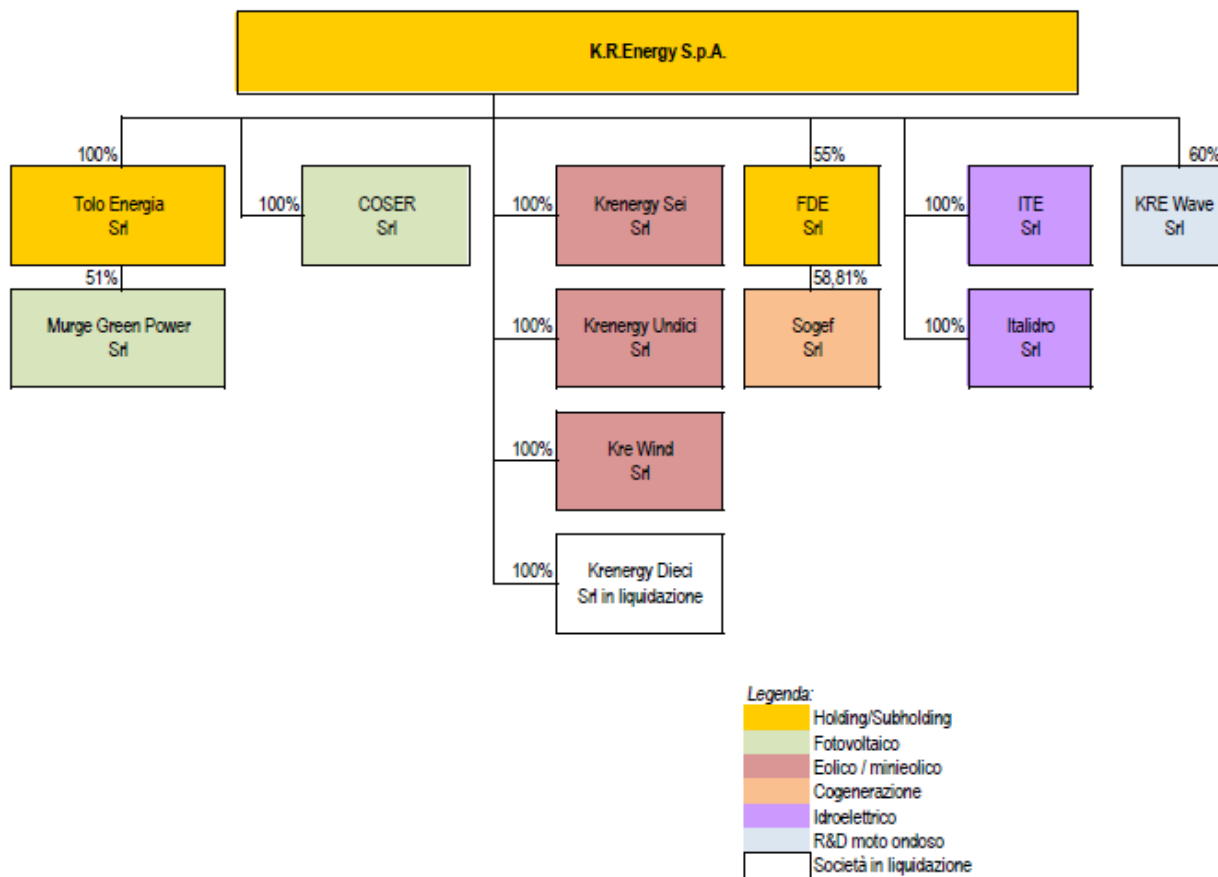 K.R.Energy S.p.A.
100%
55%
60%
Tolo Energia
Srl
100%
COSER
Srl
100%
Krenergy Sei
Srl
FDE
Srl
100%
ITE
Srl
KRE Wave
Srl
51%
58,81%
Murge Green Power
Srl
100%
Krenergy Undici
Srl
Sogef
Srl
100%
Italidro
Srl
100%
Kre Wind
Srl
100%
Krenergy Dieci
Srl in liquidazione
Legenda:
Holding/Subholding
Fotovoltaico
Eolico / minieolico
Cogenerazione
Idroelettrico
R&D moto ondoso
Società in liquidazione